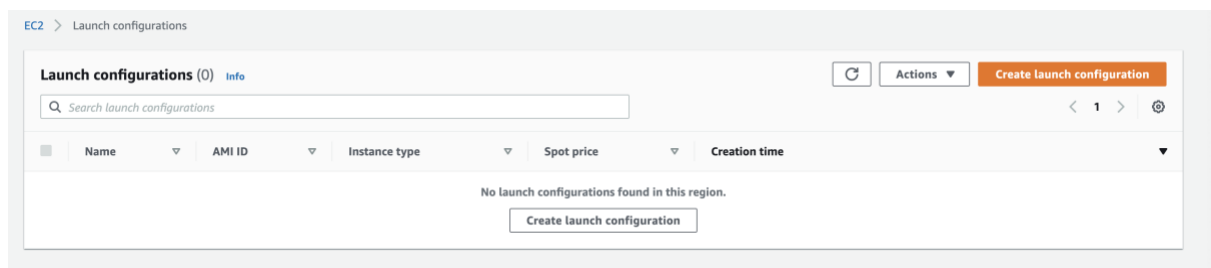 EC2 > Launch configurations
Launch configurations (0) Info
Actions ▼ Create launch configuration
Search launch configurations
< 1 >
Name AMI ID Instance type Spot price Creation time
No launch configurations found in this region.
Create launch configuration